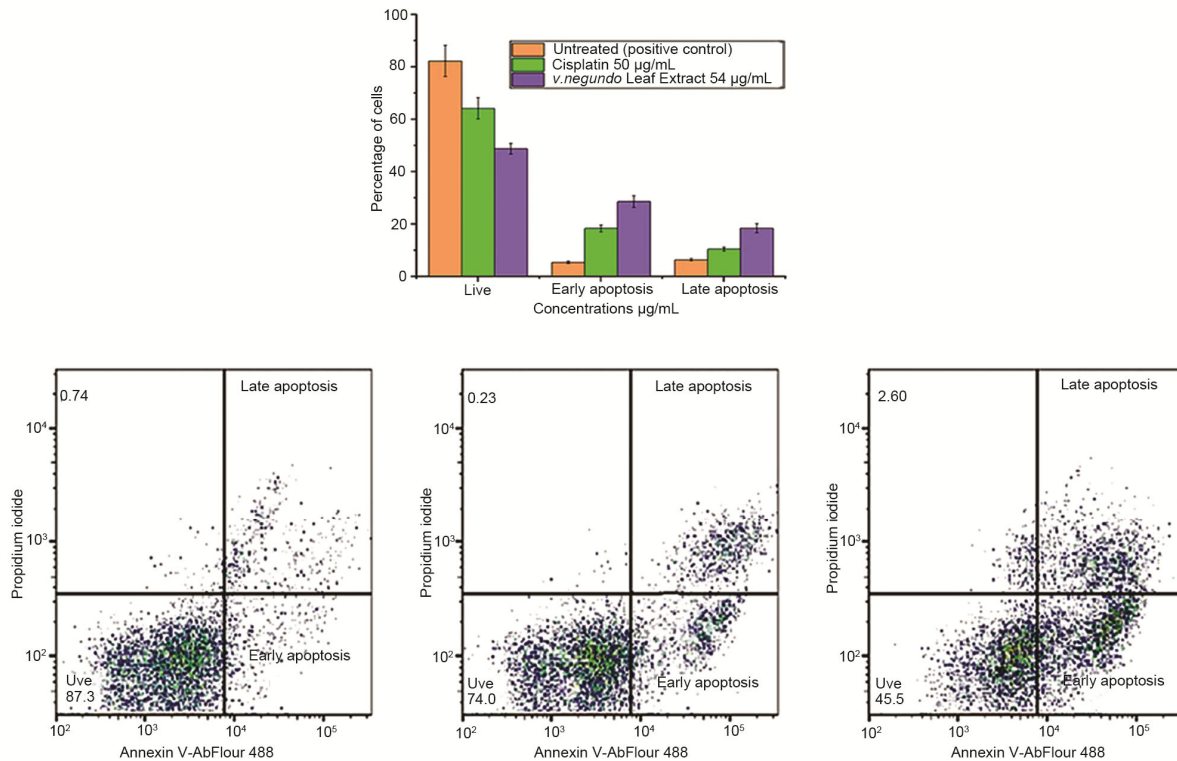 100
80
60
40
20
0
Percentage of cells
Untreated (positive control)
Cisplatin 50 µg/mL
v.negundo Leaf Extract 54 µg/mL
Live
Early apoptosis
Late apoptosis
Concentrations µg/mL
0.74
Late apoptosis
10⁴
10³
10²
Propidium iodide
Early apoptosis
Uve
87.3
10² 10³ 10⁴ 10⁵
Annexin V-AbFlour 488
0.23
Late apoptosis
10⁴
10³
10²
Propidium iodide
Early apoptosis
Uve
74.0
10² 10³ 10⁴ 10⁵
Annexin V-AbFlour 488
2.60
Late apoptosis
10⁴
10³
10²
Propidium iodide
Early apoptosis
Uve
45.5
10² 10³ 10⁴ 10⁵
Annexin V-AbFlour 488